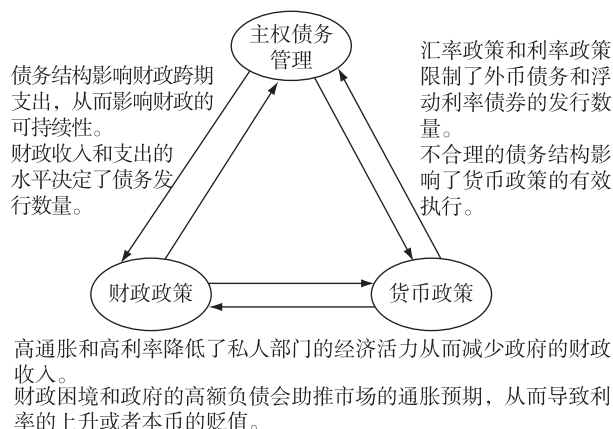 主权债务
管理
债务结构影响财政跨期
支出，从而影响财政的
可持续性。
财政收入和支出的
水平决定了债务发
行数量。
汇率政策和利率政策
限制了外币债务和浮
动利率债券的发行数
量。
不合理的债务结构影
响了货币政策的有效
执行。
财政政策
货币政策
高通胀和高利率降低了私人部门的经济活力从而减少政府的财政
收入。
财政困境和政府的高额负债会助推市场的通胀预期，从而导致利
率的上升或者本币的贬值。